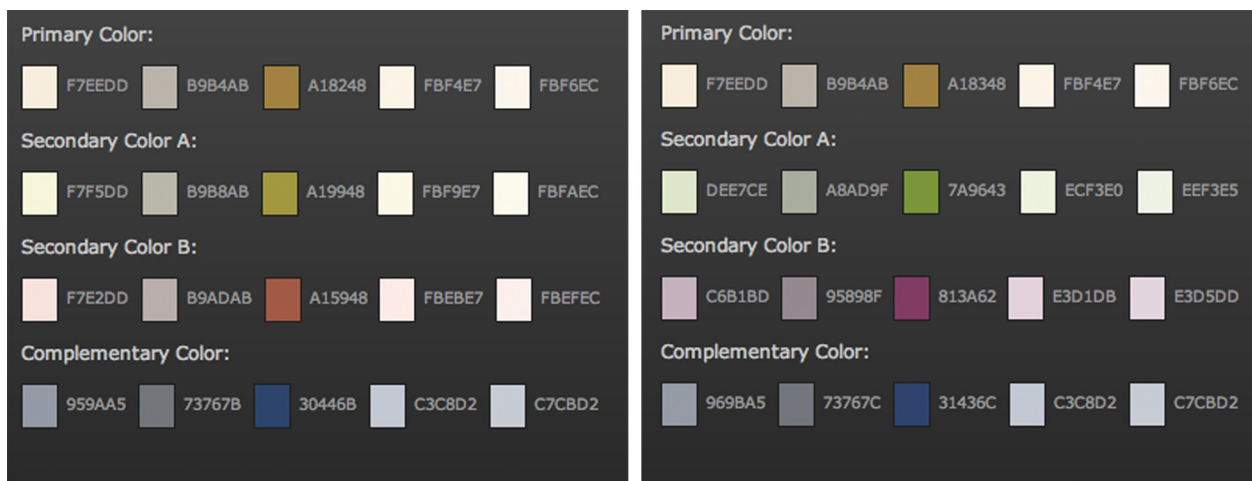 Primary Color:
F7EEDD B9B4AB A18248 FBF4E7 FBF6EC
Secondary Color A:
F7F5DD B9B8AB A19948 FBF9E7 FBFAEC
Secondary Color B:
F7E2DD B9ADAB A15948 FBEBE7 FBEFEC
Complementary Color:
959AA5 73767B 30446B C3C8D2 C7CBD2
Primary Color:
F7EEDD B9B4AB A18348 FBF4E7 FBF6EC
Secondary Color A:
DEE7CE A8AD9F 7A9643 ECF3E0 EEF3E5
Secondary Color B:
C6B1BD 95898F 813A62 E3D1DB E3D5DD
Complementary Color:
969BA5 73767C 31436C C3C8D2 C7CBD2